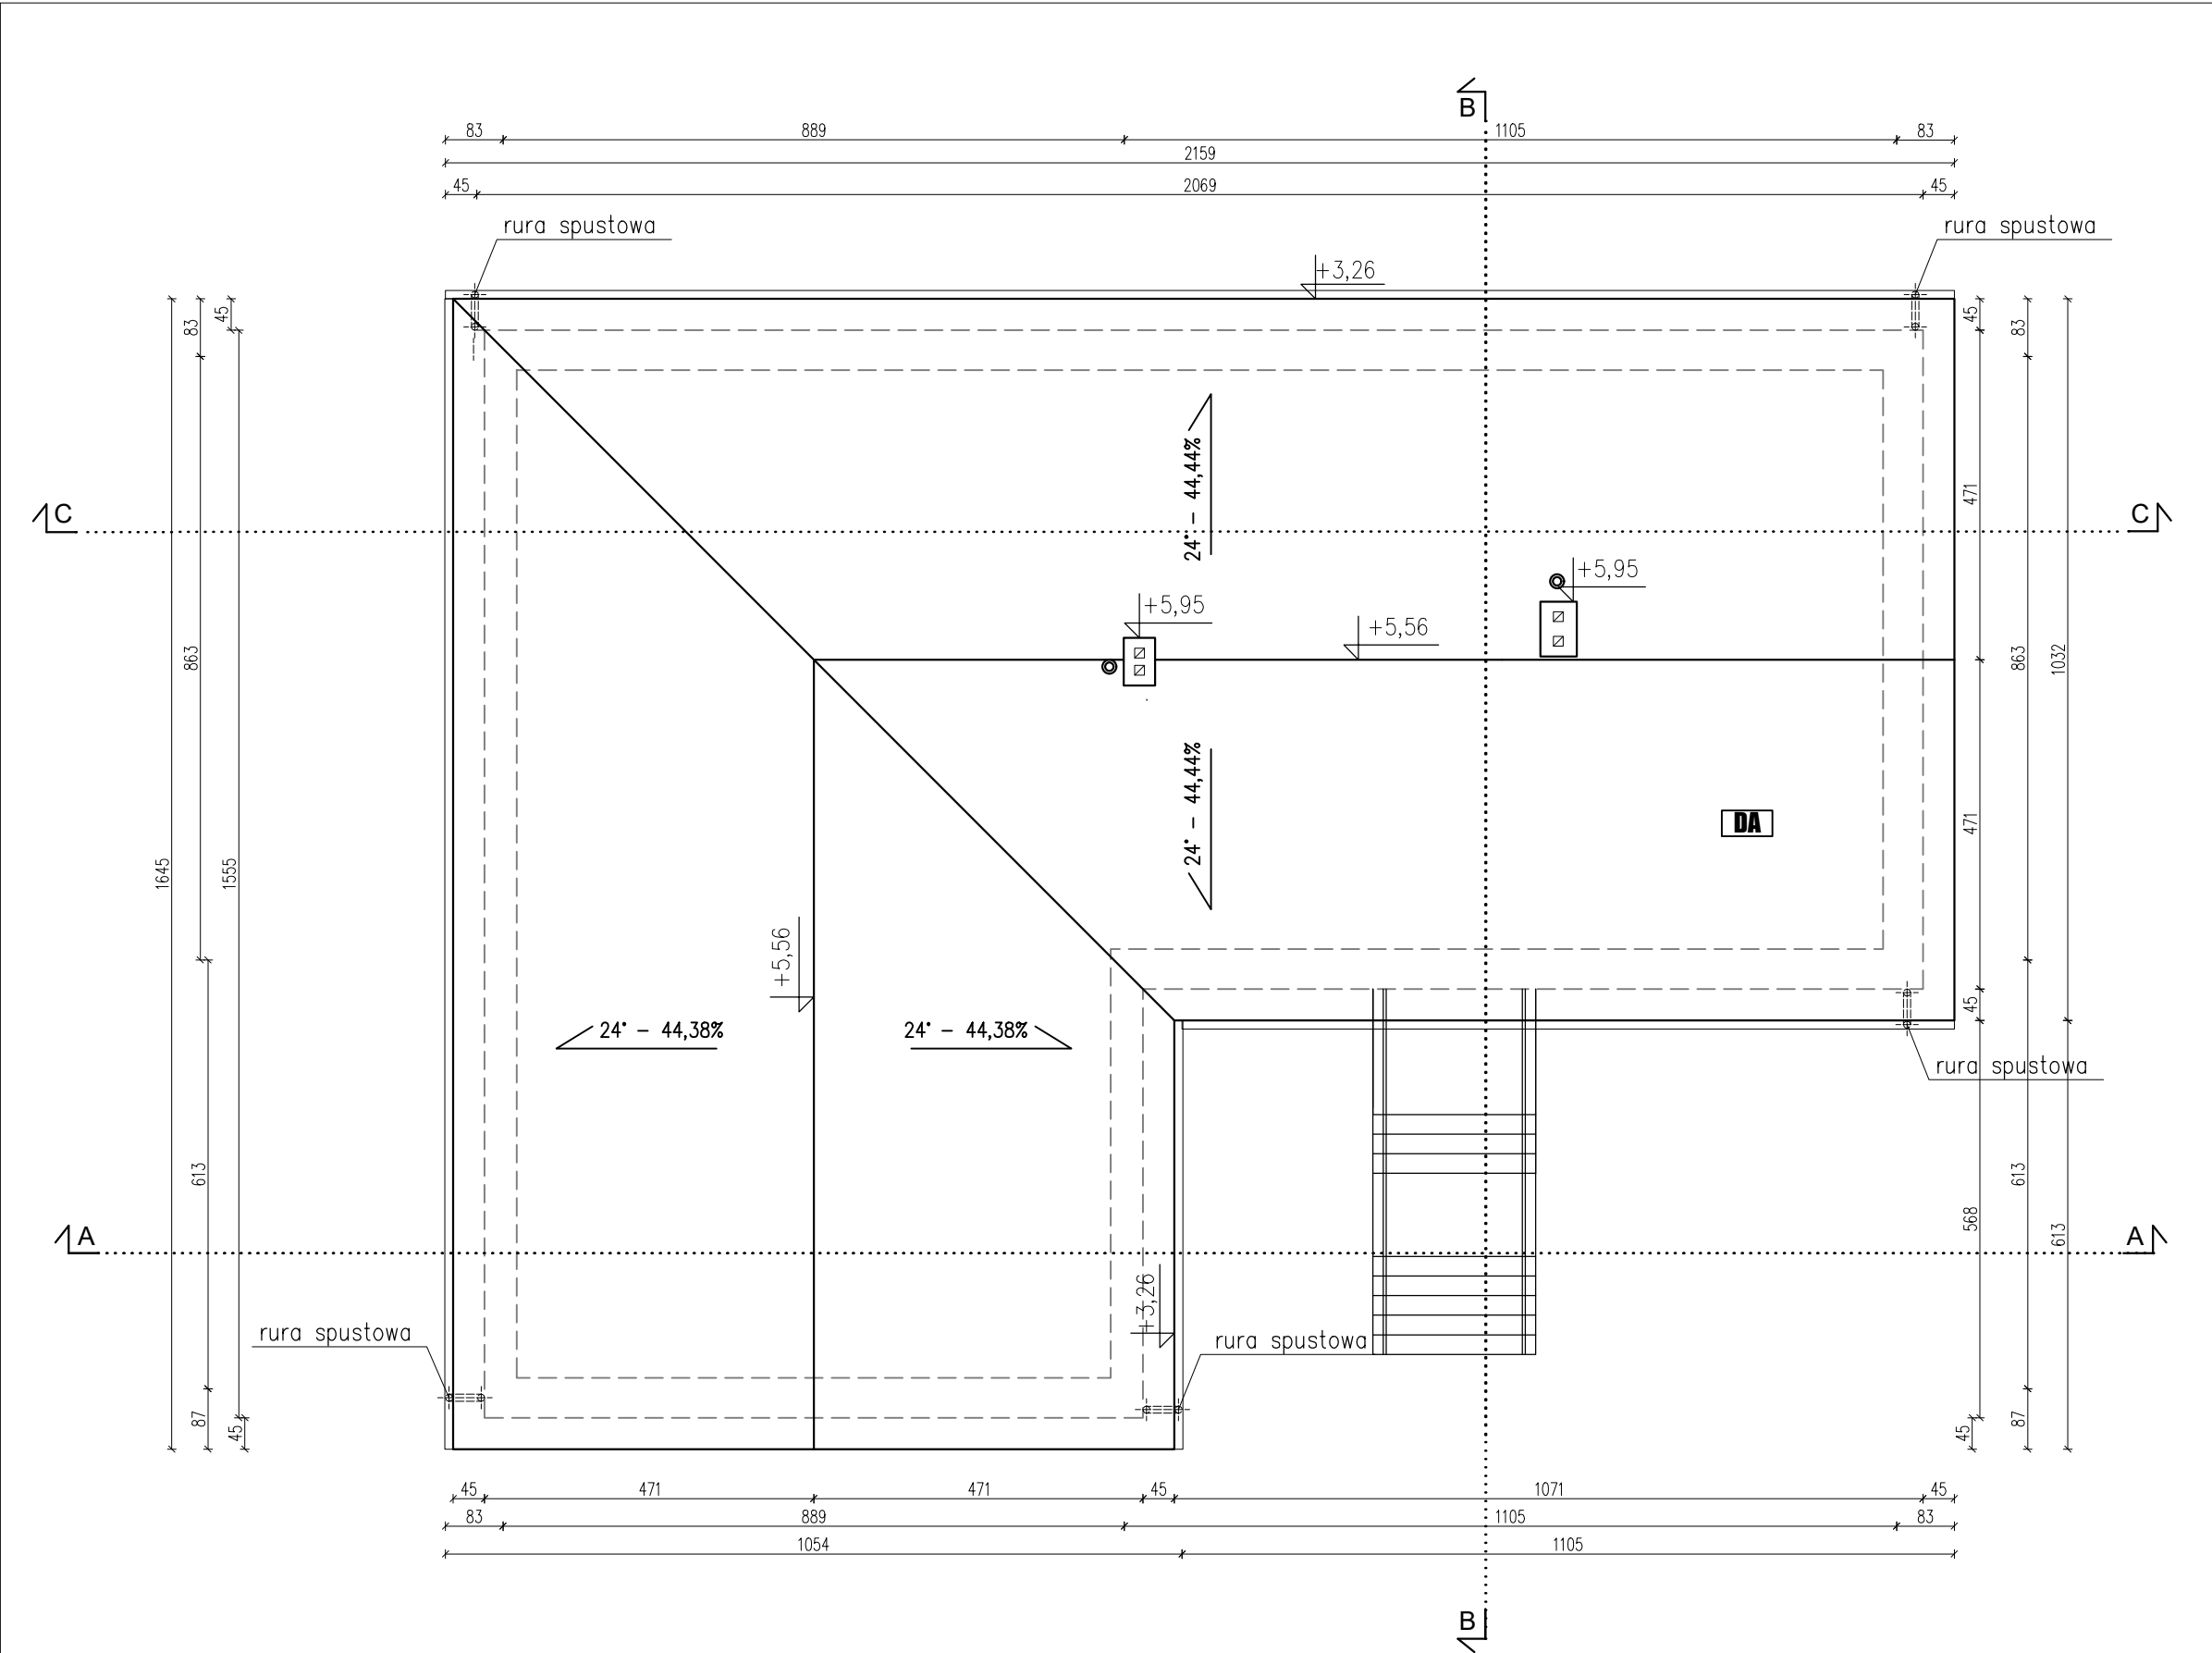 B
83 889 1105 83
2159
45 2069 45
rura spustowa
rura spustowa
+3,26
45
83
45
83
24° – 44,44%
471
C
C
+5,95
+5,95
+5,56
863
863
1032
24° – 44,44%
471
DA
1645
1555
+5,56
45
24° – 44,38%
24° – 44,38%
rura spustowa
613
613
568
613
A
A
+3,26
rura spustowa
rura spustowa
87
45
87
45
45 471 471 45 1071 45
83 889 1105 83
1054 1105
B